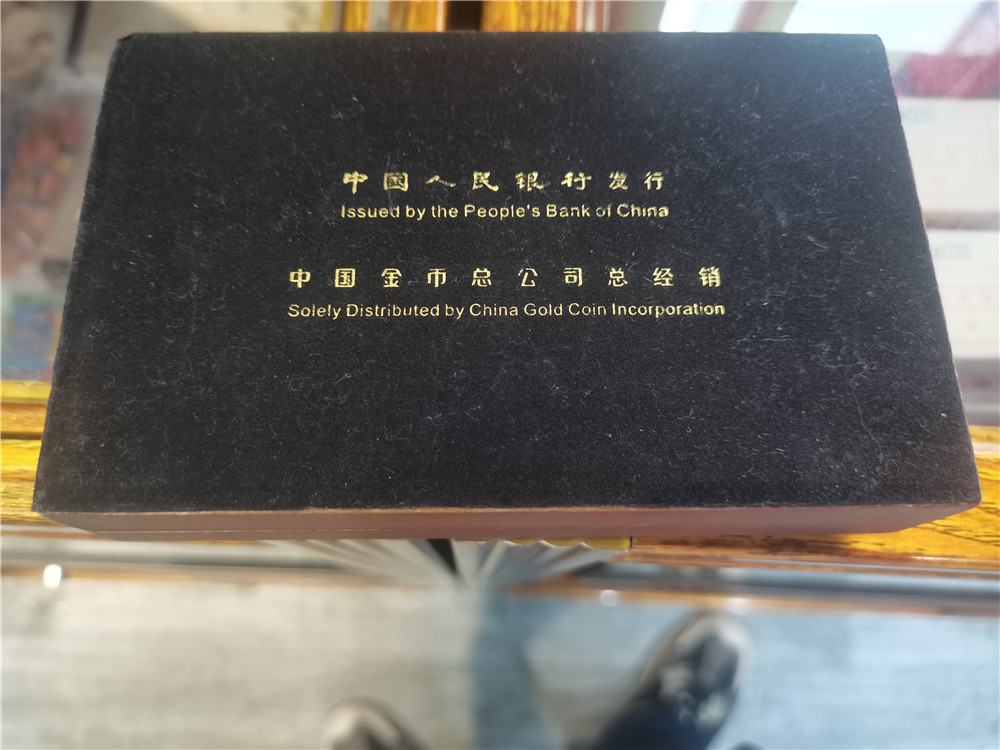 中国人民银行发行
Issued by the People's Bank of China
中国金币总公司总经销
Solely Distributed by China Gold Coin Incorporation